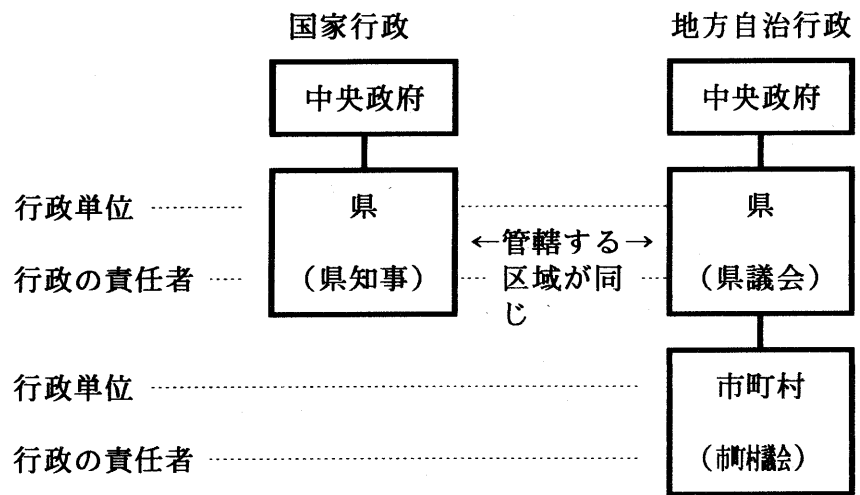 国家行政 地方自治行政
中央政府 中央政府
行政単位 県 県
←管轄する→
行政の責任者 (県知事) 区域が同 (県議会)
じ
行政単位 市町村
行政の責任者 (市町村議会)